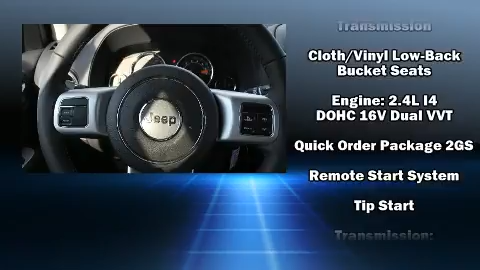 Jeep
Transmission
Cloth/Vinyl Low-Back
Bucket Seats
Engine: 2.4L I4
DOHC 16V Dual VVT
Quick Order Package 2GS
Remote Start System
Tip Start
Transmission: